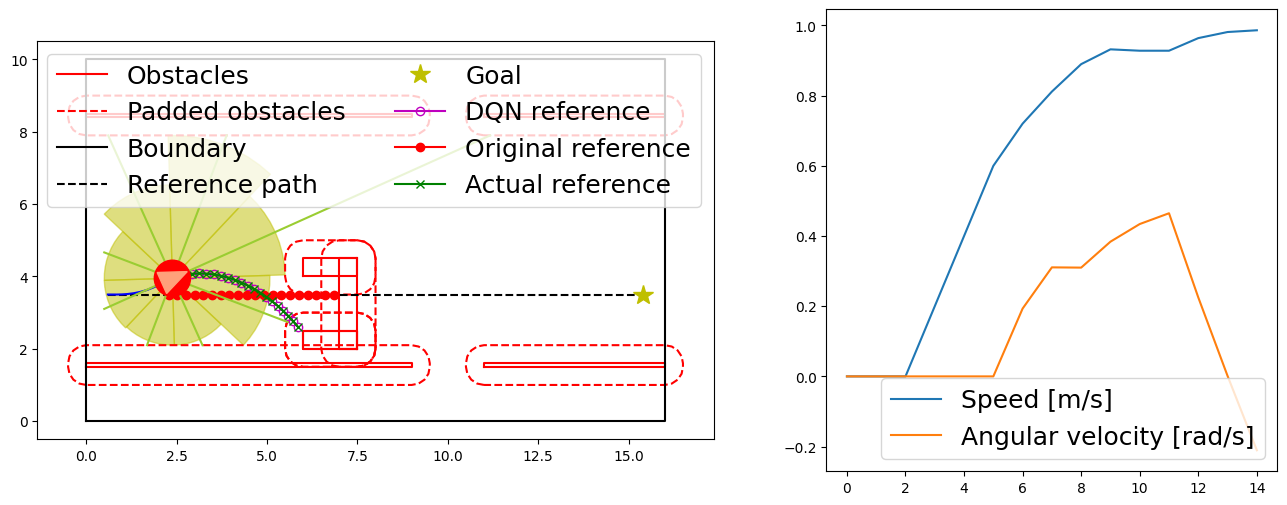 10
8
6
4
2
0
0.0 2.5 5.0 7.5 10.0 12.5 15.0
Obstacles
Padded obstacles
Boundary
Reference path
Goal
DQN reference
Original reference
Actual reference
1.0
0.8
0.6
0.4
0.2
0.0
−0.2
0 2 4 6 8 10 12 14
Speed [m/s]
Angular velocity [rad/s]